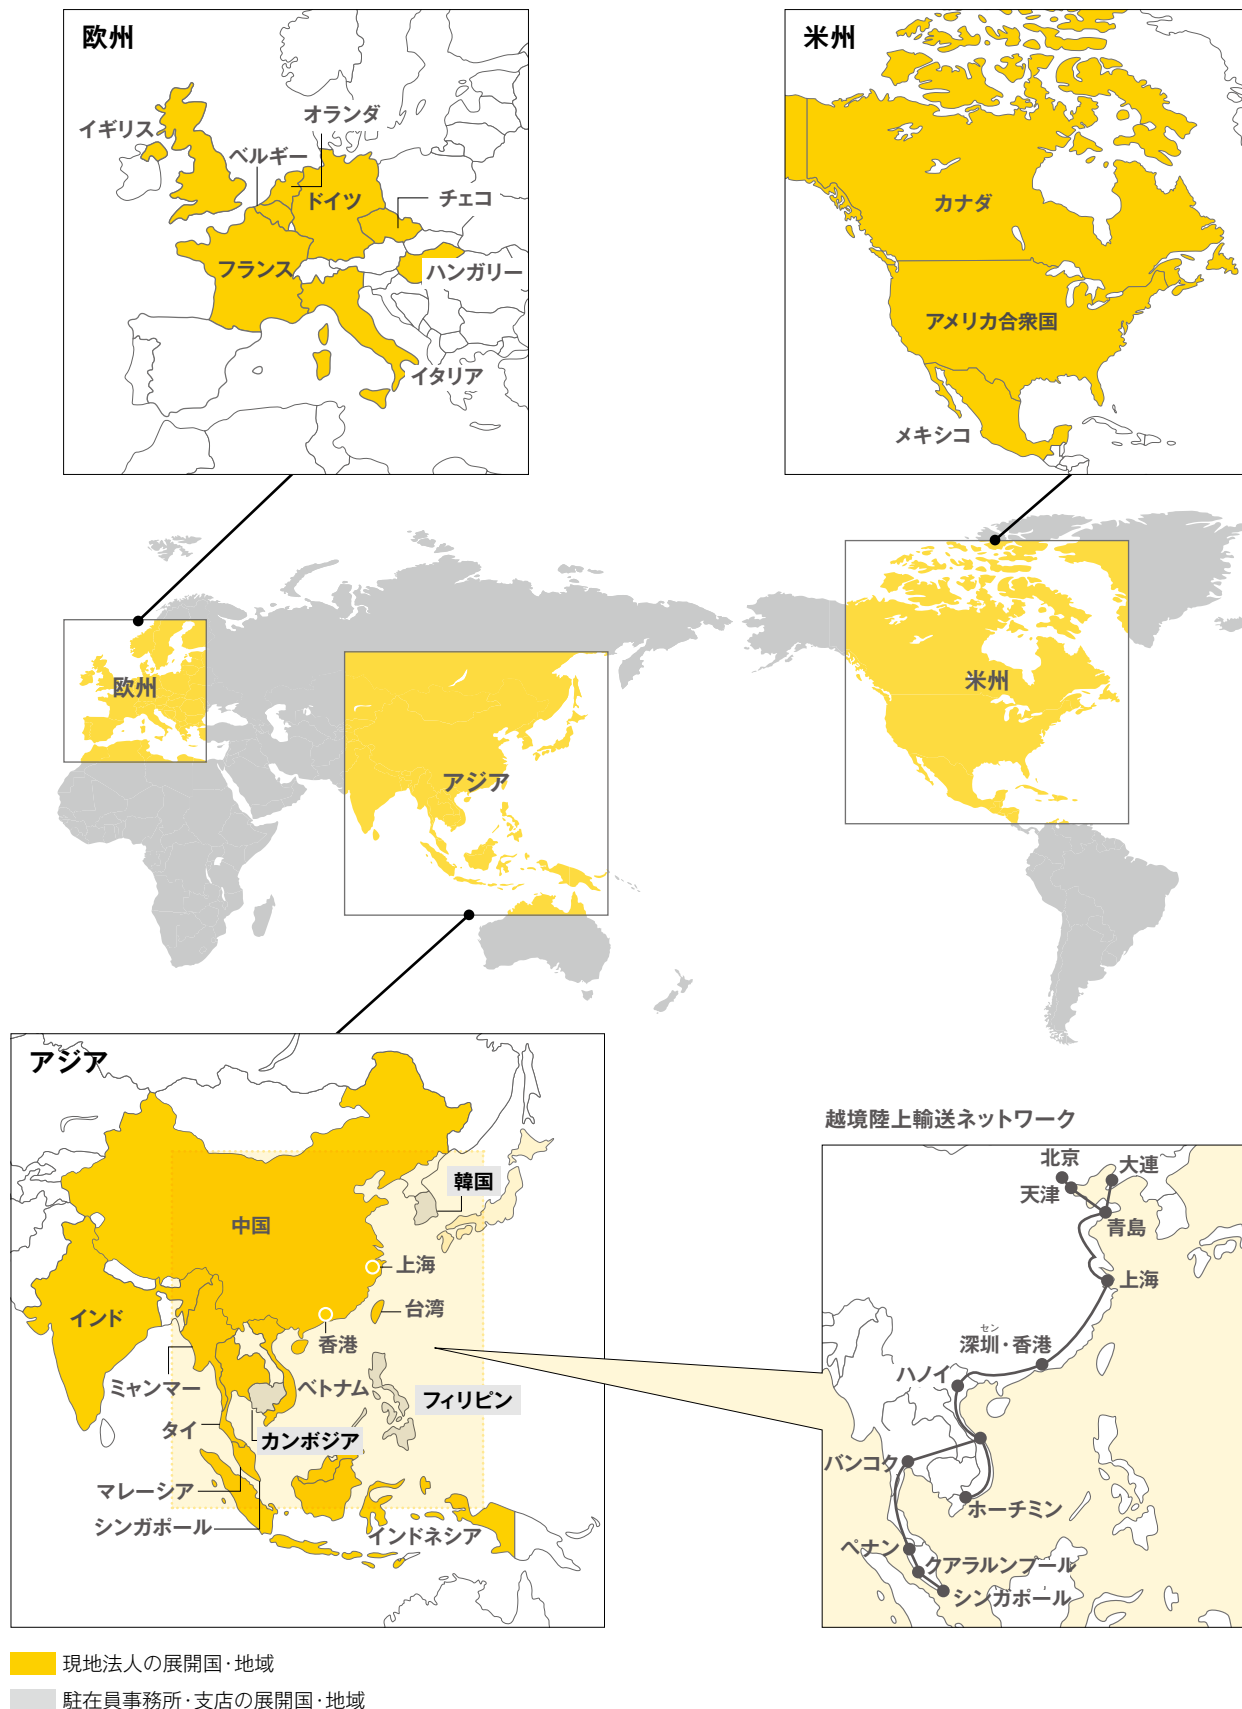 欧州
イギリス
オランダ
ベルギー
ドイツ
チェコ
フランス
ハンガリー
イタリア
米州
カナダ
アメリカ合衆国
メキシコ
欧州
アジア
米州
アジア
韓国
中国
上海
インド
台湾
香港
ミャンマー
ベトナム
フィリピン
タイ
カンボジア
マレーシア
シンガポール
インドネシア
越境陸上輸送ネットワーク
北京
大連
天津
青島
上海
セン
深圳・香港
ハノイ
バンコク
ホーチミン
ペナン
クアラルンプール
シンガポール
現地法人の展開国・地域
駐在員事務所・支店の展開国・地域